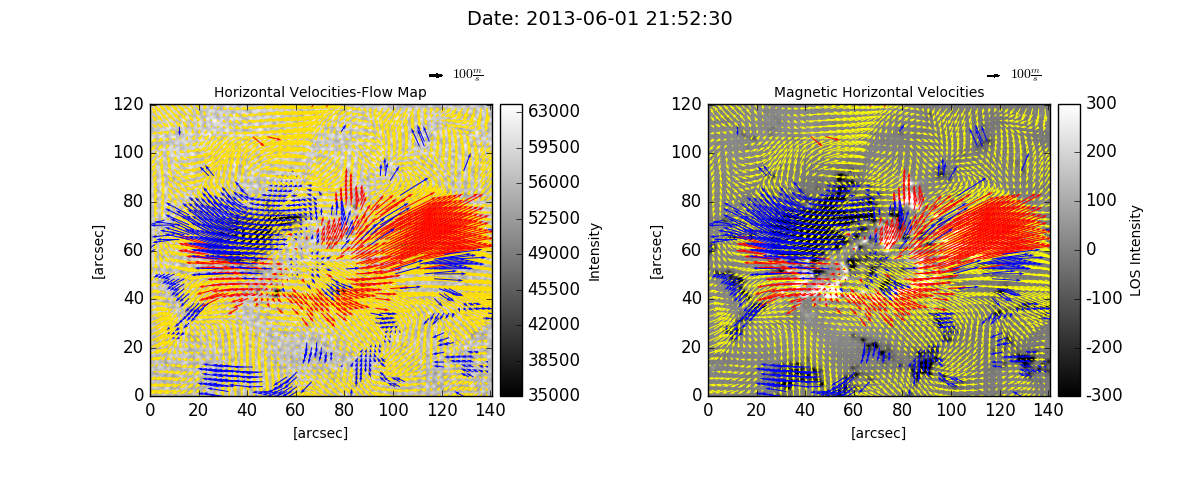 Date: 2013-06-01 21:52:30
100 m/s
Horizontal Velocities-Flow Map
120
100
80
60
40
20
0
0 20 40 60 80 100 120 140
[arcsec]
[arcsec]
63000
59500
56000
52500
49000
45500
42000
38500
35000
Intensity
100 m/s
Magnetic Horizontal Velocities
120
100
80
60
40
20
0
0 20 40 60 80 100 120 140
[arcsec]
[arcsec]
300
200
100
0
-100
-200
-300
LOS Intensity